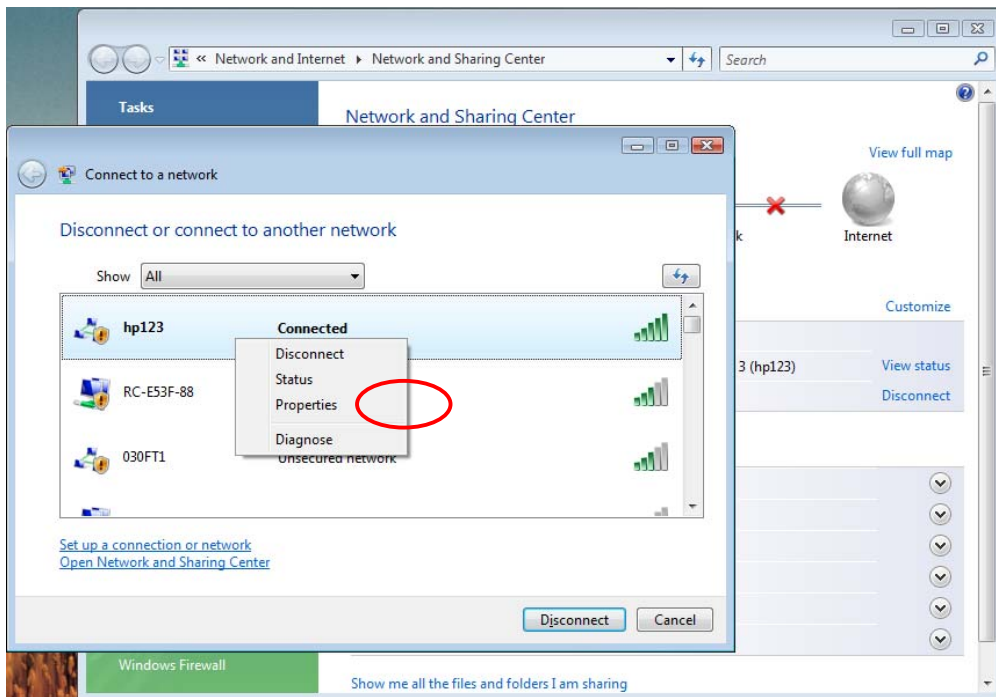 « Network and Internet ▸ Network and Sharing Center
Search
Tasks
Network and Sharing Center
View full map
Connect to a network
Disconnect or connect to another network
k
Internet
Show All
Customize
hp123 Connected
Disconnect
3 (hp123) View status
Status
RC-E53F-88
Properties
Disconnect
Diagnose
030FT1 Unsecured network
Set up a connection or network
Open Network and Sharing Center
Disconnect Cancel
Windows Firewall
Show me all the files and folders I am sharing